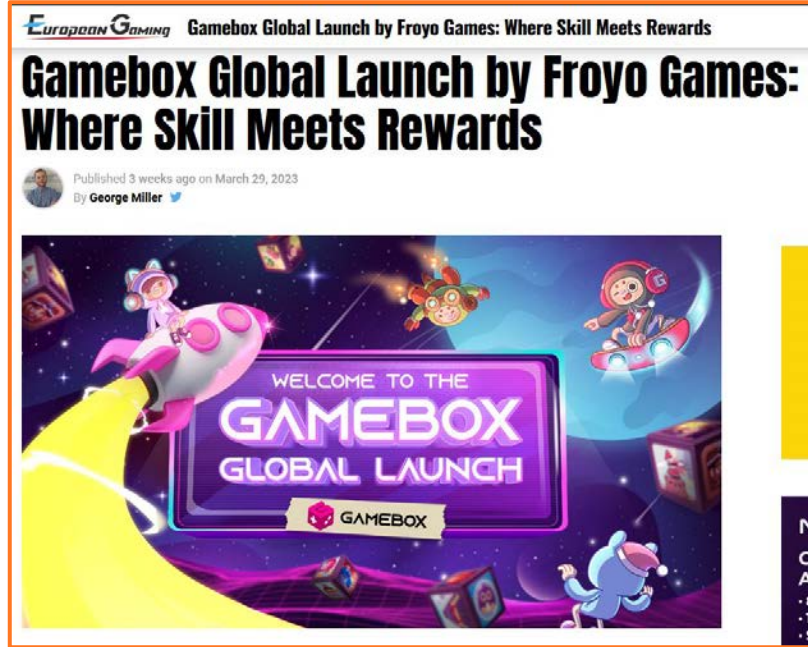 European Gaming Gamebox Global Launch by Froyo Games: Where Skill Meets Rewards
Gamebox Global Launch by Froyo Games:
Where Skill Meets Rewards
Published 3 weeks ago on March 29, 2023
By George Miller
WELCOME TO THE
GAMEBOX
GLOBAL LAUNCH
GAMEBOX